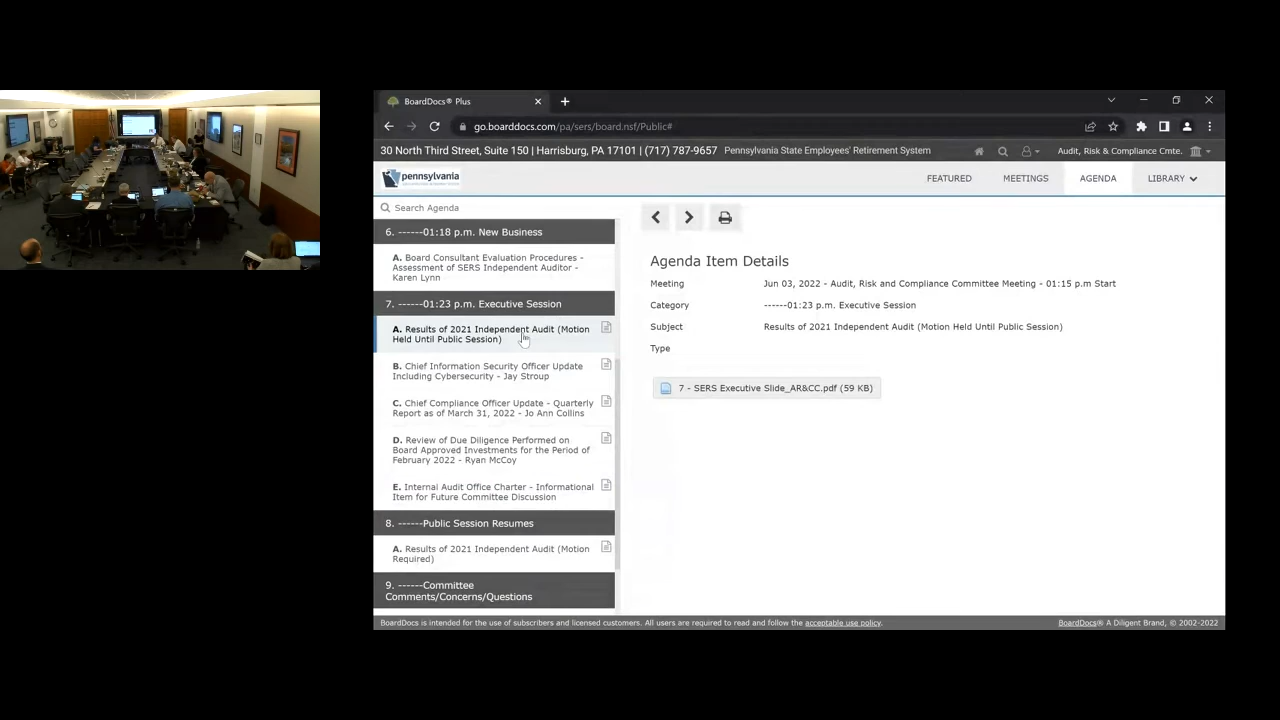 BoardDocs® Plus
go.boarddocs.com/pa/sers/board.nsf/Public#
30 North Third Street, Suite 150 | Harrisburg, PA 17101 | (717) 787-9657 Pennsylvania State Employees' Retirement System
Audit, Risk & Compliance Cmte.
pennsylvania
FEATURED MEETINGS AGENDA LIBRARY
Search Agenda
6. ------01:18 p.m. New Business
A. Board Consultant Evaluation Procedures -
Assessment of SERS Independent Auditor -
Karen Lynn
7. ------01:23 p.m. Executive Session
A. Results of 2021 Independent Audit (Motion
Held Until Public Session)
B. Chief Information Security Officer Update
Including Cybersecurity - Jay Stroup
C. Chief Compliance Officer Update - Quarterly
Report as of March 31, 2022 - Jo Ann Collins
D. Review of Due Diligence Performed on
Board Approved Investments for the Period of
February 2022 - Ryan McCoy
E. Internal Audit Office Charter - Informational
Item for Future Committee Discussion
8. ------Public Session Resumes
A. Results of 2021 Independent Audit (Motion
Required)
9. ------Committee
Comments/Concerns/Questions
Agenda Item Details
Meeting Jun 03, 2022 - Audit, Risk and Compliance Committee Meeting - 01:15 p.m Start
Category ------01:23 p.m. Executive Session
Subject Results of 2021 Independent Audit (Motion Held Until Public Session)
Type
7 - SERS Executive Slide_AR&CC.pdf (59 KB)
BoardDocs is intended for the use of subscribers and licensed customers. All users are required to read and follow the acceptable use policy.
BoardDocs® A Diligent Brand, © 2002-2022